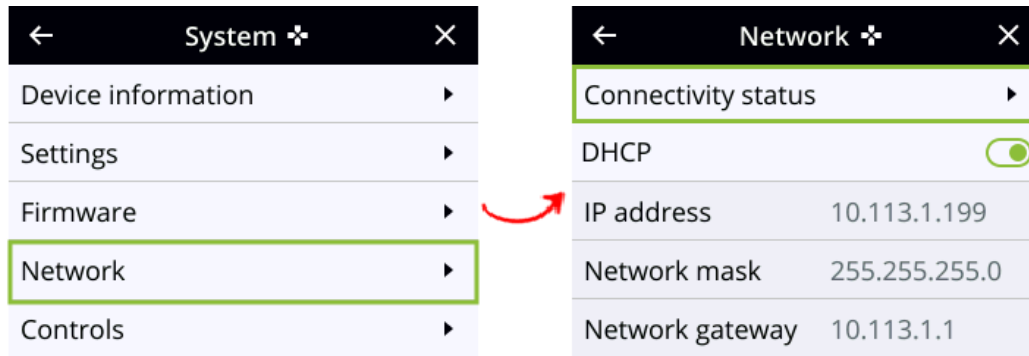 System
Device information
Settings
Firmware
Network
Controls
Network
Connectivity status
DHCP
IP address 10.113.1.199
Network mask 255.255.255.0
Network gateway 10.113.1.1